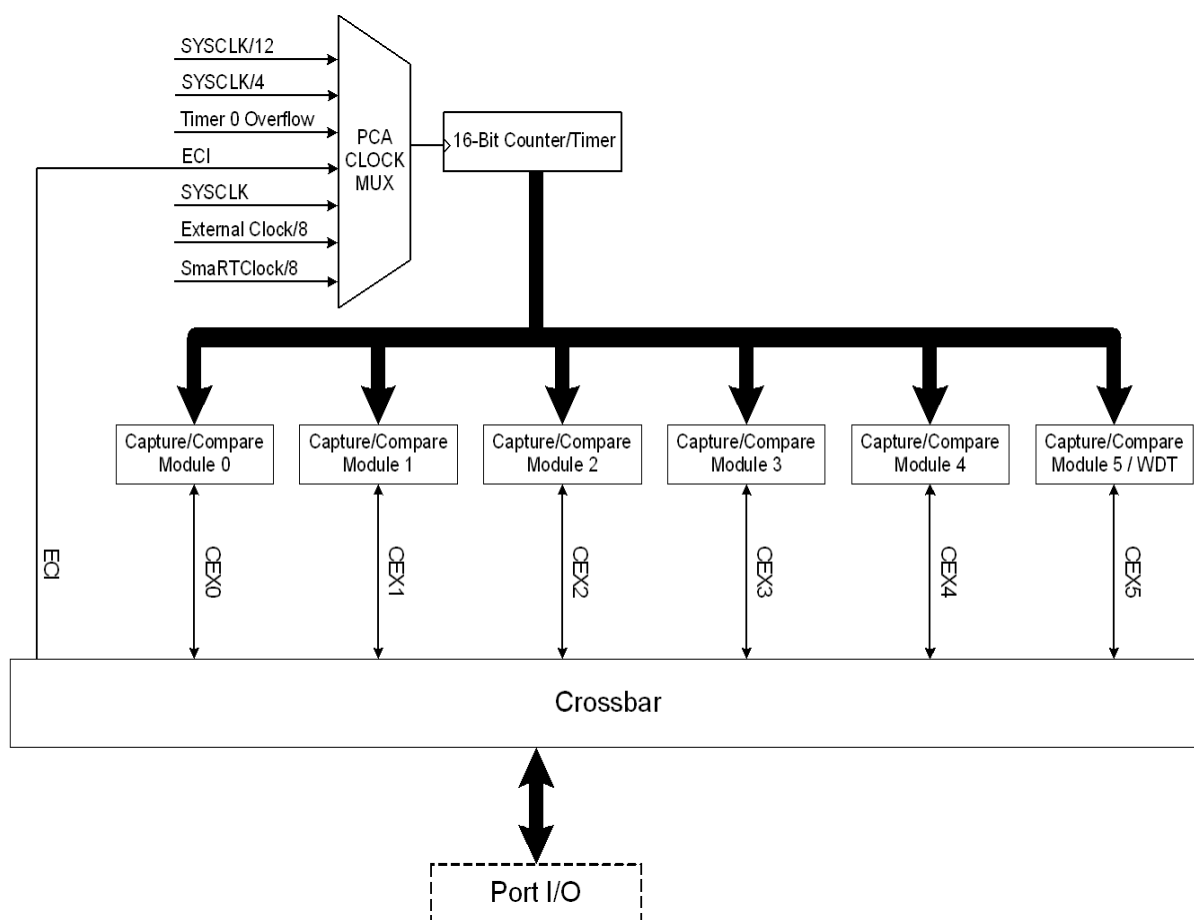 SYSCLK/12
SYSCLK/4
Timer 0 Overflow
ECI
SYSCLK
External Clock/8
SmaRTClock/8
PCA
CLOCK
MUX
16-Bit Counter/Timer
Capture/Compare
Module 0
Capture/Compare
Module 1
Capture/Compare
Module 2
Capture/Compare
Module 3
Capture/Compare
Module 4
Capture/Compare
Module 5 / WDT
ECI
CEX0
CEX1
CEX2
CEX3
CEX4
CEX5
Crossbar
Port I/O